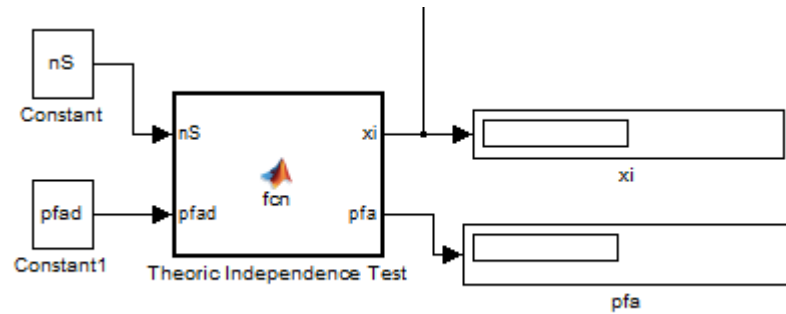 nS
Constant
pfad
Constant1
nS
xi
fcn
pfad
pfa
Theoric Independence Test
xi
pfa